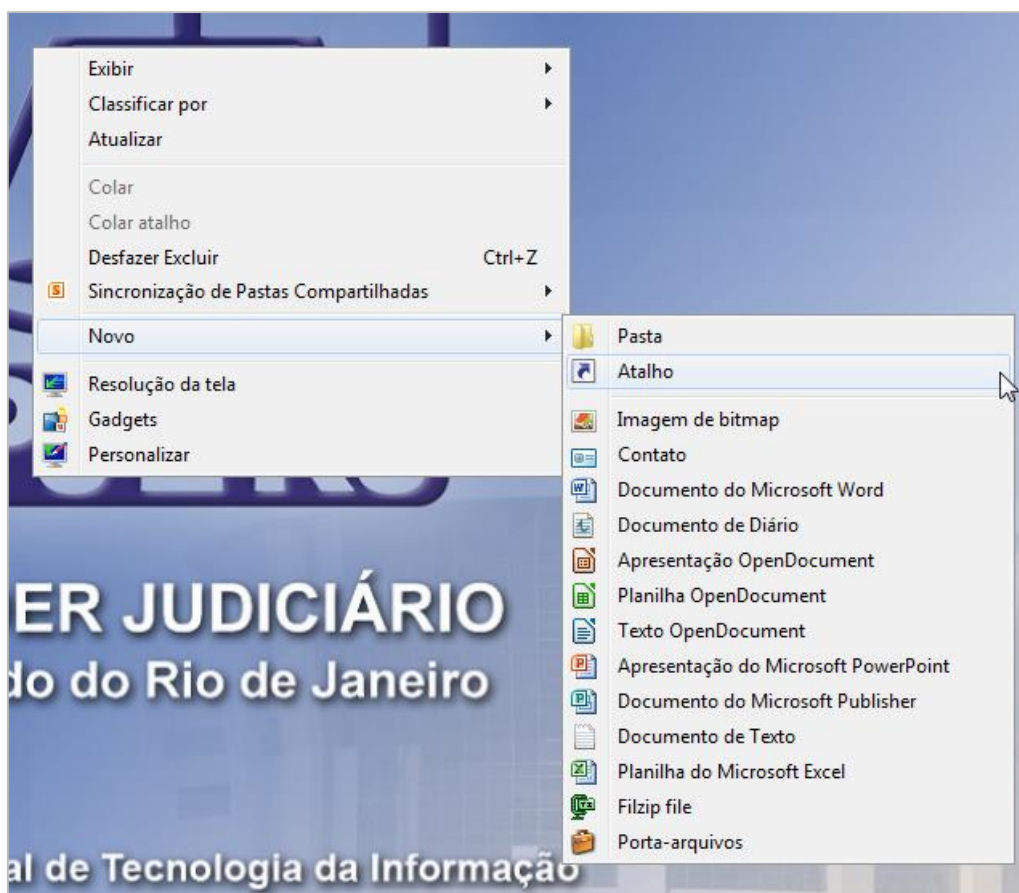 Exibir
Classificar por
Atualizar
Colar
Colar atalho
Desfazer Excluir Ctrl+Z
Sincronização de Pastas Compartilhadas
Novo
Resolução da tela
Gadgets
Personalizar
Pasta
Atalho
Imagem de bitmap
Contato
Documento do Microsoft Word
Documento de Diário
Apresentação OpenDocument
Planilha OpenDocument
Texto OpenDocument
Apresentação do Microsoft PowerPoint
Documento do Microsoft Publisher
Documento de Texto
Planilha do Microsoft Excel
Filzip file
Porta-arquivos
ER JUDICIÁRIO
do do Rio de Janeiro
al de Tecnologia da Informação